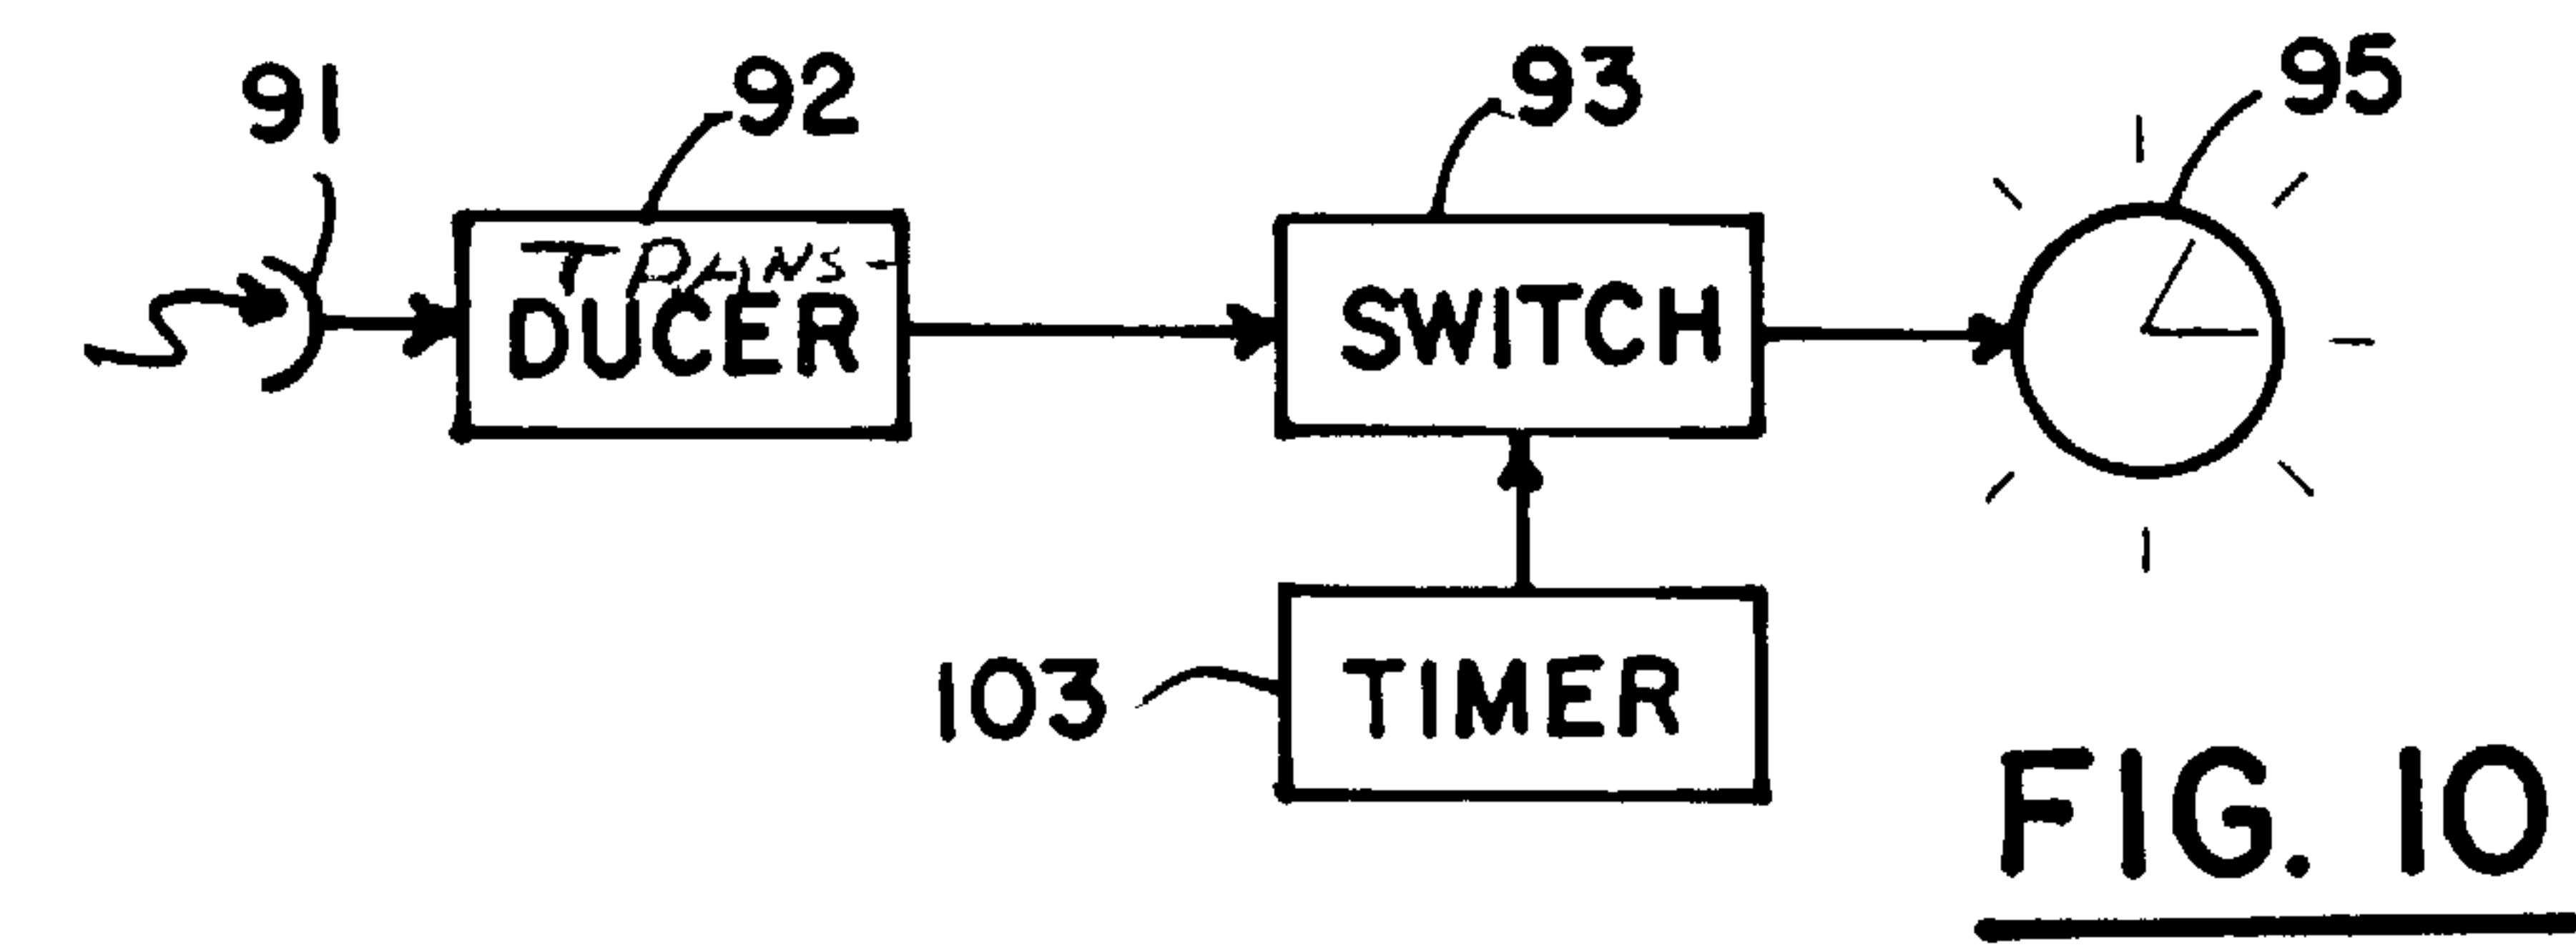 91
92
93
95
TRANS-
DUCER
SWITCH
103
TIMER
FIG. 10